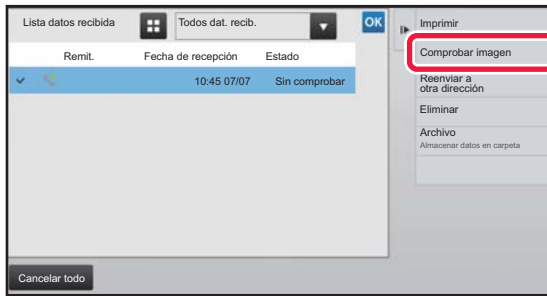 Lista datos recibida
Todos dat. recib.
OK
Remit.
Fecha de recepción
Estado
10:45 07/07
Sin comprobar
Cancelar todo
Imprimir
Comprobar imagen
Reenviar a
otra dirección
Eliminar
Archivo
Almacenar datos en carpeta